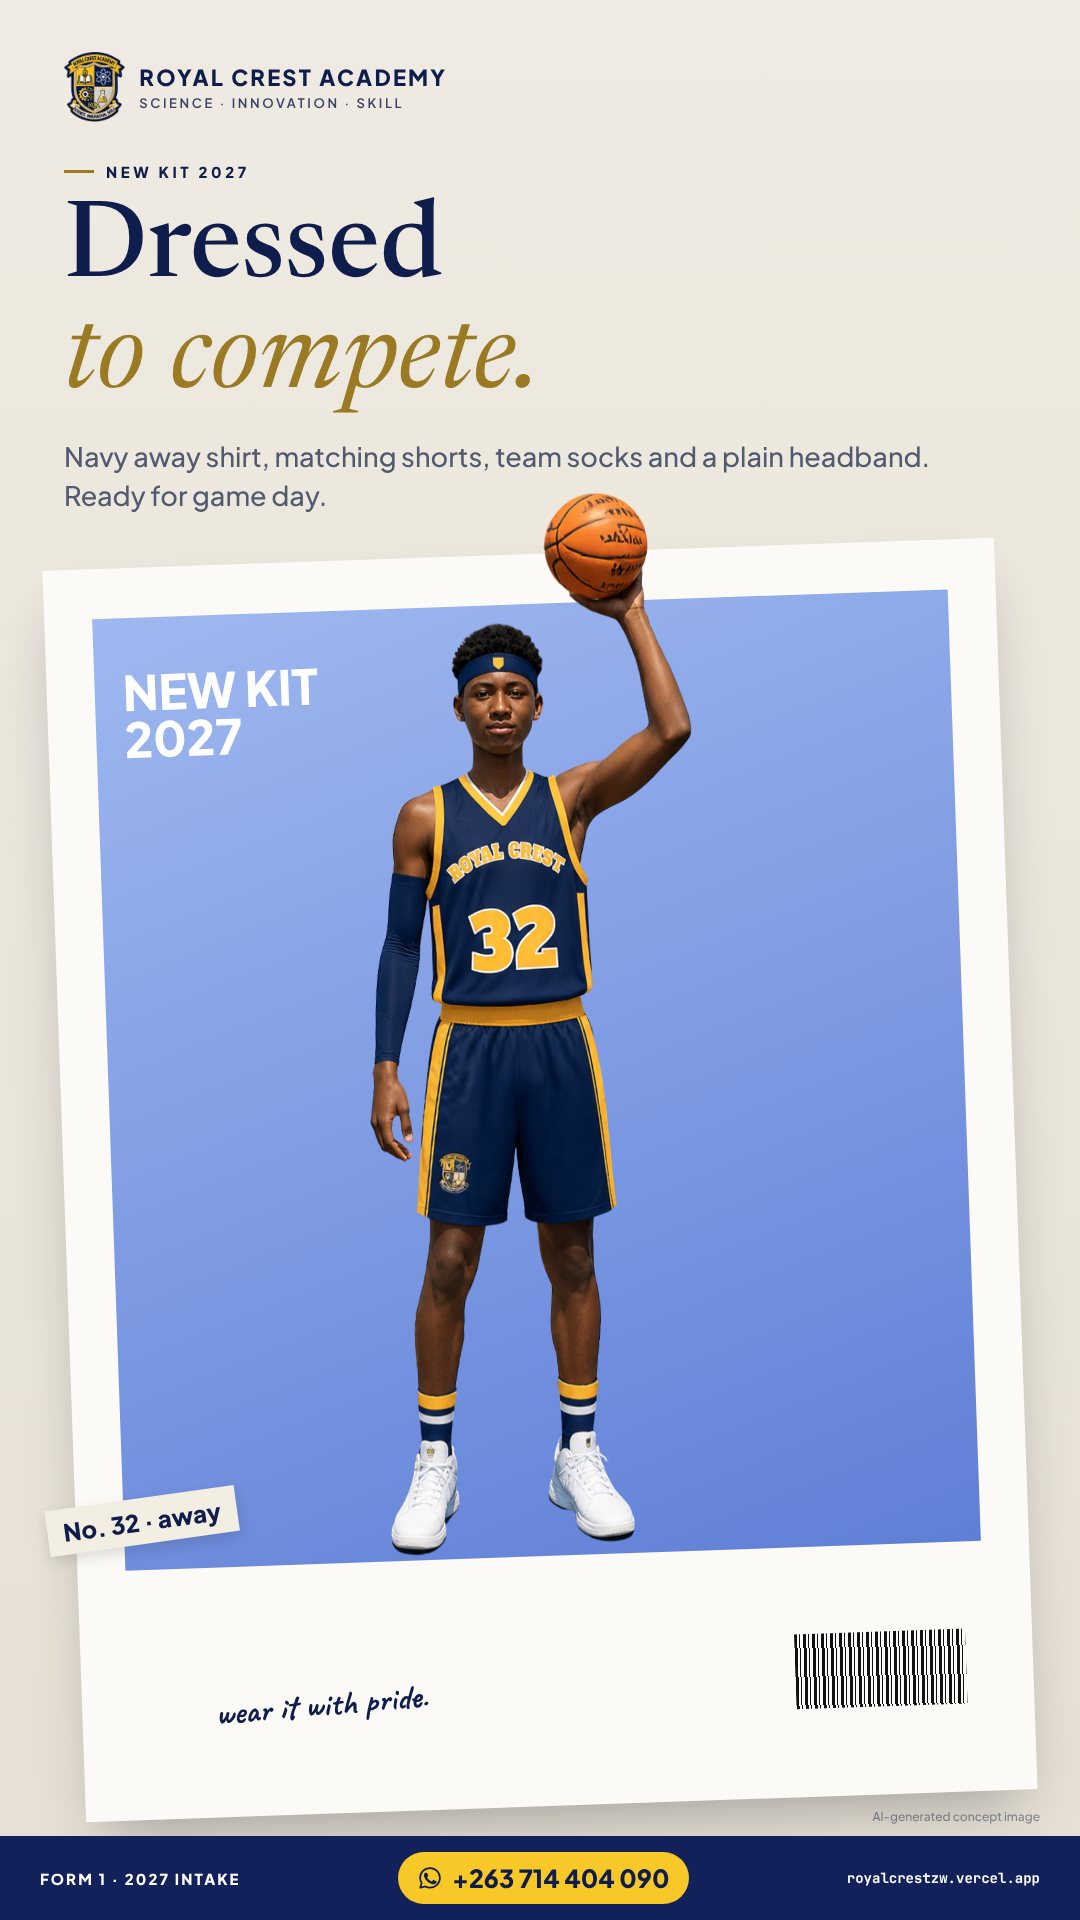 ROYAL CREST ACADEMY
SCIENCE · INNOVATION · SKILL
NEW KIT 2027
Dressed
to compete.
Navy away shirt, matching shorts, team socks and a plain headband.
Ready for game day.
NEW KIT
2027
ROYAL CREST
32
No. 32 · away
wear it with pride.
AI-generated concept image
FORM 1 · 2027 INTAKE
+263 714 404 090
royalcrestzw.vercel.app